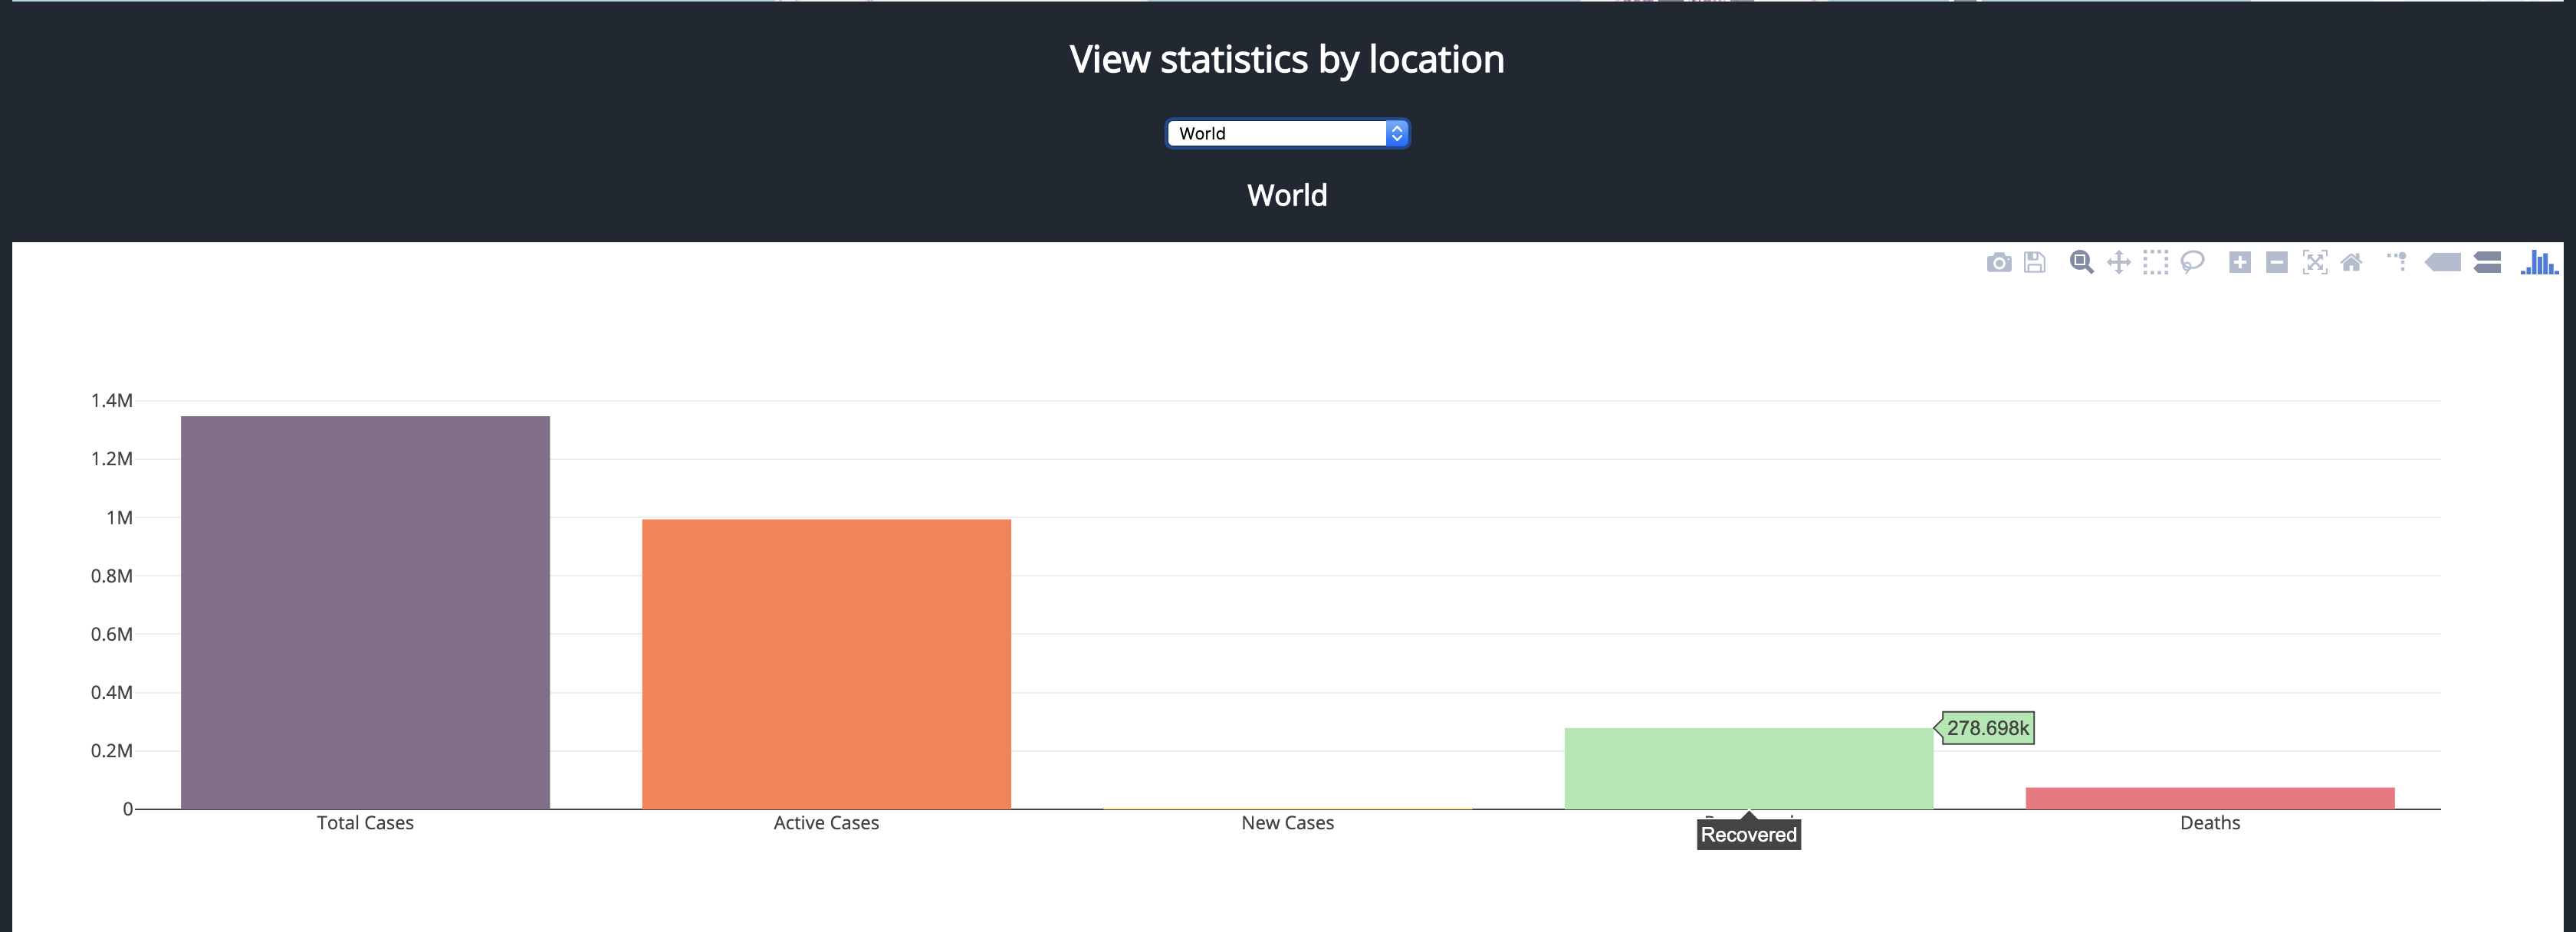 View statistics by location
World
World
1.4M
1.2M
1M
0.8M
0.6M
0.4M
0.2M
0
278.698k
Total Cases
Active Cases
New Cases
Recovered
Deaths